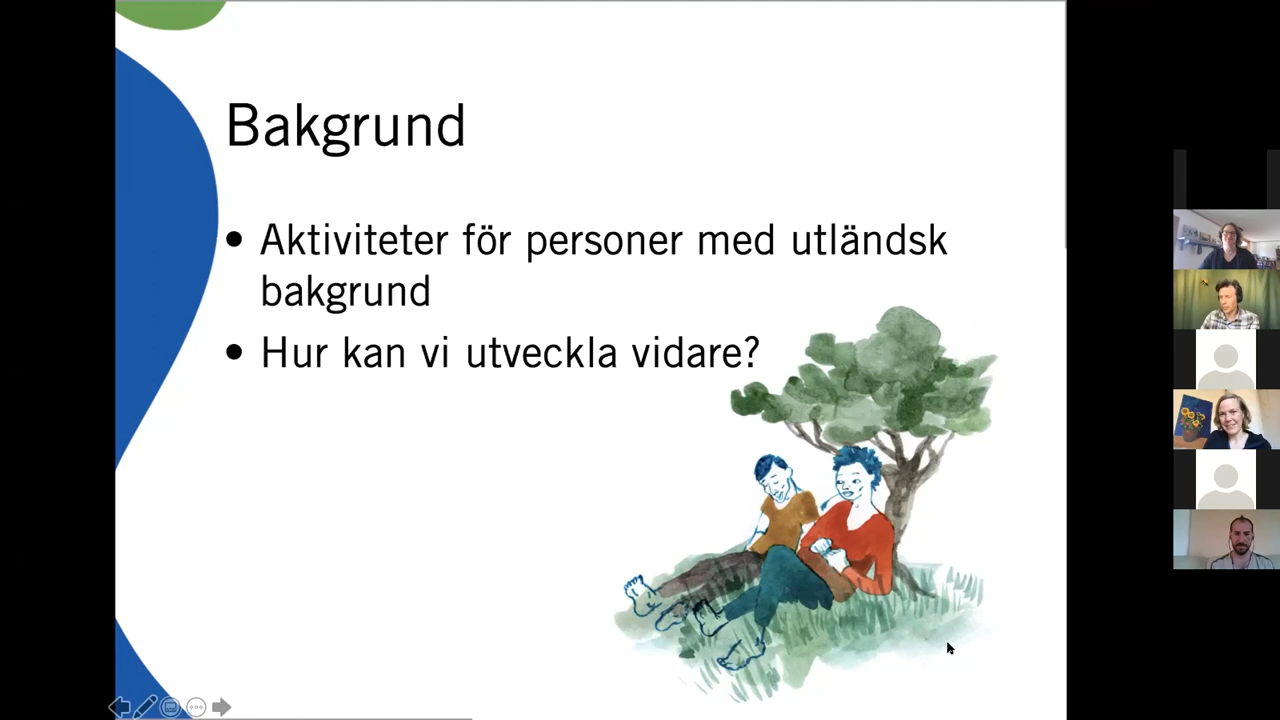 Bakgrund
• Aktiviteter för personer med utländsk
bakgrund
• Hur kan vi utveckla vidare?